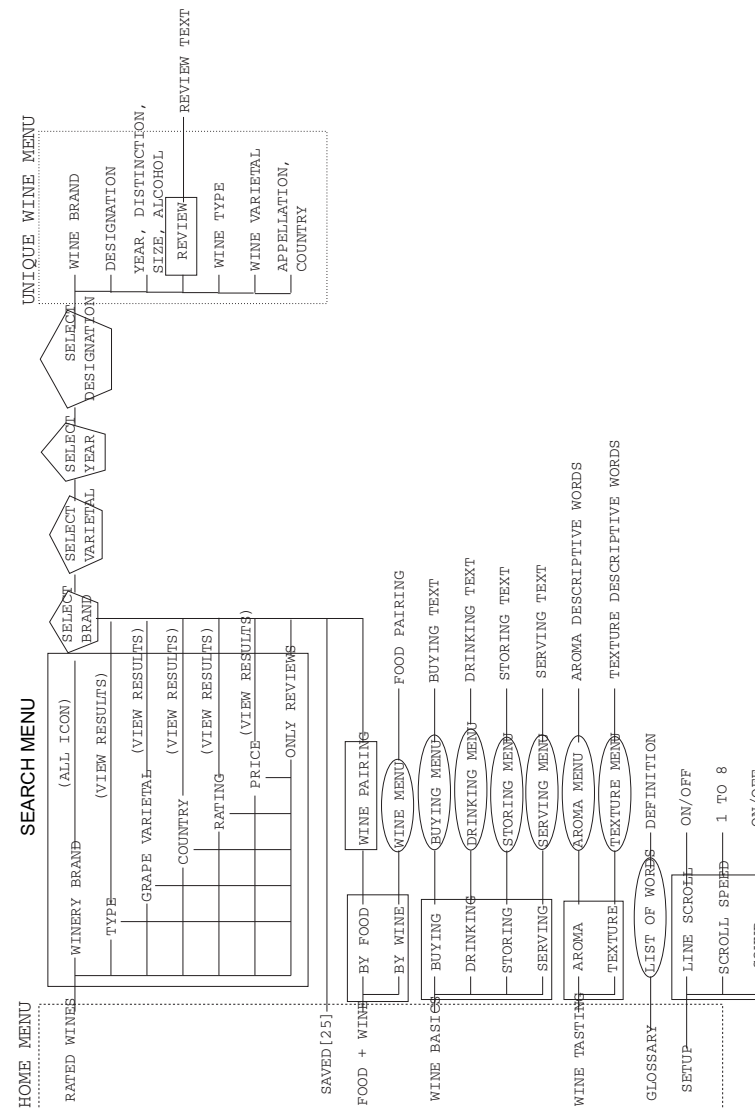 HOME MENU
SEARCH MENU
UNIQUE WINE MENU
RATED WINES
WINERY BRAND
(ALL ICON)
SELECT
BRAND
SELECT
VARIETAL
SELECT
YEAR
SELECT
DESIGNATION
WINE BRAND
DESIGNATION
YEAR, DISTINCTION,
SIZE, ALCOHOL
REVIEW
REVIEW TEXT
WINE TYPE
WINE VARIETAL
APPELLATION,
COUNTRY
TYPE
(VIEW RESULTS)
GRAPE VARIETAL
(VIEW RESULTS)
COUNTRY
(VIEW RESULTS)
RATING
(VIEW RESULTS)
PRICE
(VIEW RESULTS)
ONLY REVIEWS
SAVED[25]
FOOD + WINE
BY FOOD
WINE PAIRING
BY WINE
WINE MENU
FOOD PAIRING
WINE BASICS
BUYING
BUYING MENU
BUYING TEXT
DRINKING
DRINKING MENU
DRINKING TEXT
STORING
STORING MENU
STORING TEXT
SERVING
SERVING MENU
SERVING TEXT
WINE TASTING
AROMA
AROMA MENU
AROMA DESCRIPTIVE WORDS
TEXTURE
TEXTURE MENU
TEXTURE DESCRIPTIVE WORDS
GLOSSARY
LIST OF WORDS
DEFINITION
SETUP
LINE SCROLL
ON/OFF
SCROLL SPEED
1 TO 8
ON/OFF